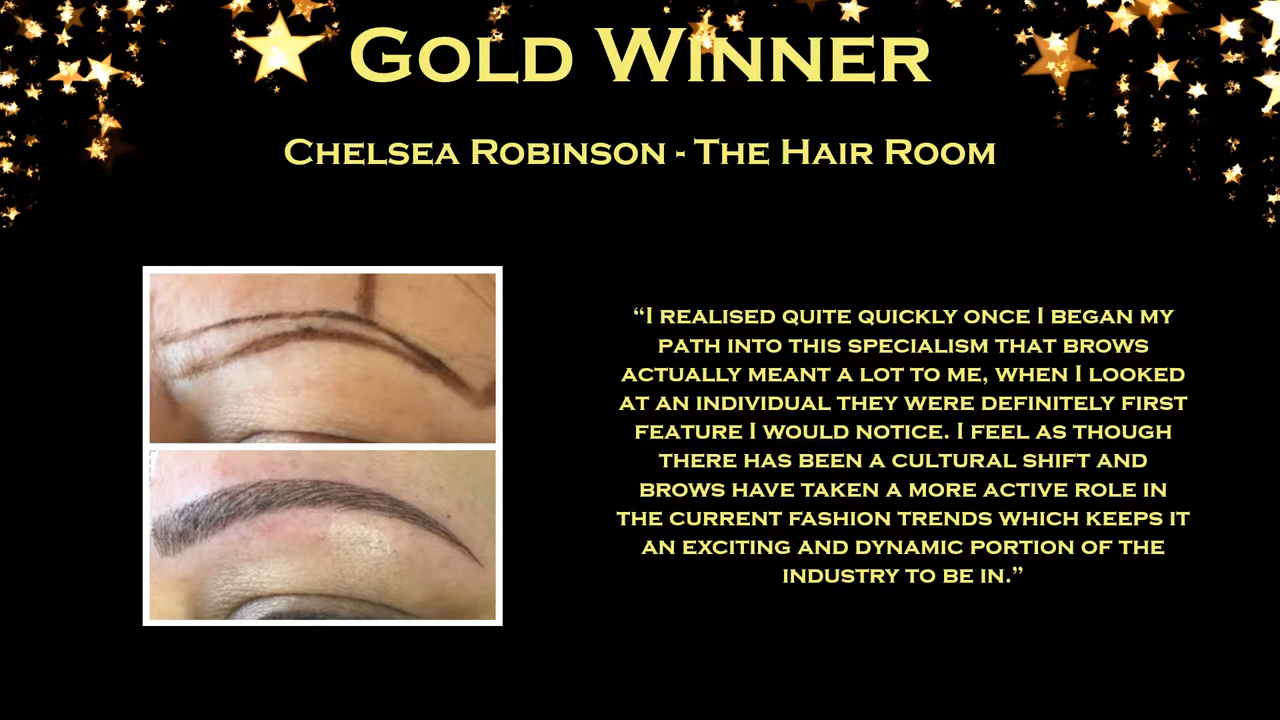 Gold Winner
Chelsea Robinson - The Hair Room
“I realised quite quickly once I began my
path into this specialism that brows
actually meant a lot to me, when I looked
at an individual they were definitely first
feature I would notice. I feel as though
there has been a cultural shift and
brows have taken a more active role in
the current fashion trends which keeps it
an exciting and dynamic portion of the
industry to be in.”